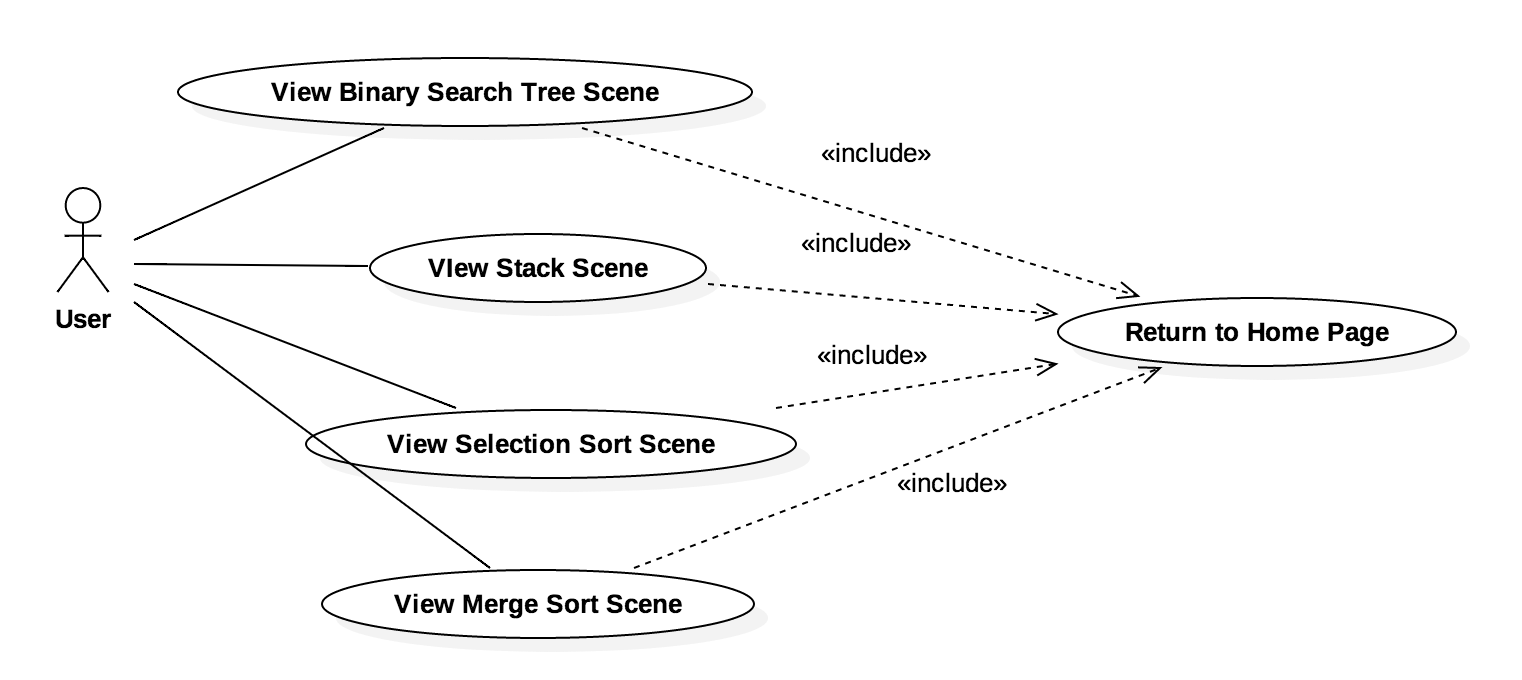 View Binary Search Tree Scene
«include»
«include»
VIew Stack Scene
User
Return to Home Page
«include»
View Selection Sort Scene
«include»
View Merge Sort Scene